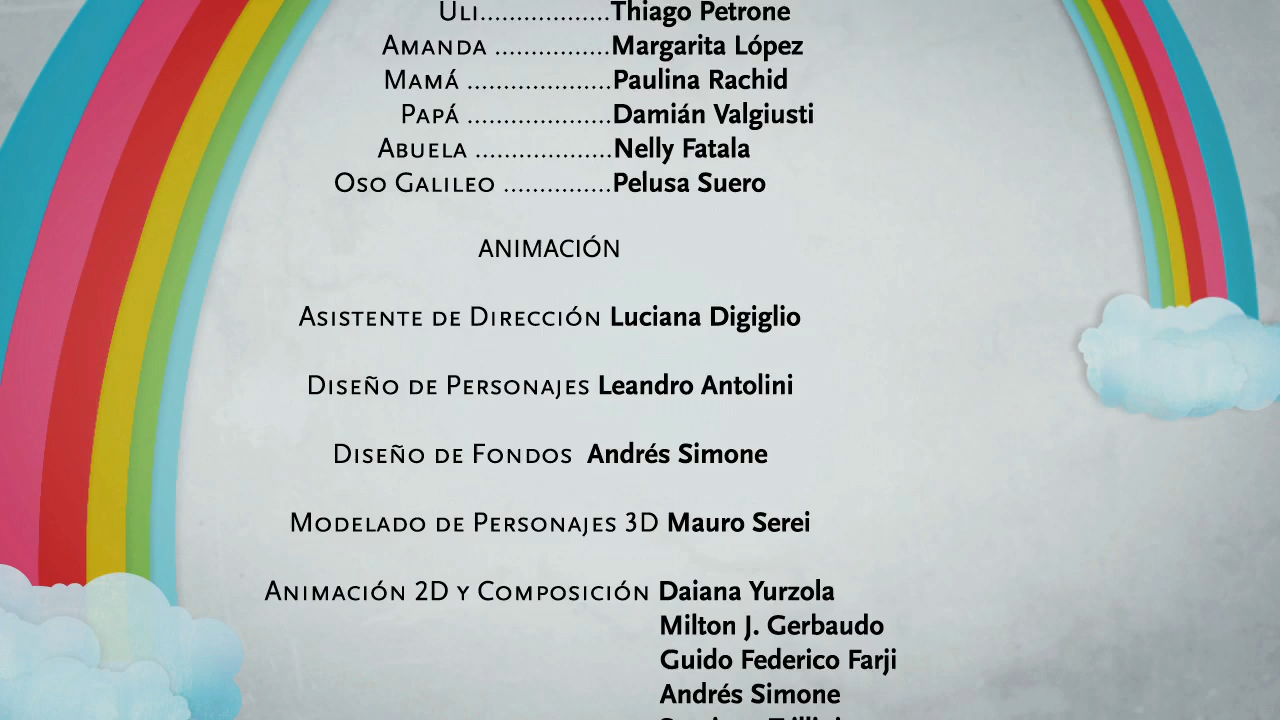 Uli..................Thiago Petrone
Amanda ................Margarita López
Mamá ....................Paulina Rachid
Papá ....................Damián Valgiusti
Abuela ...................Nelly Fatala
Oso Galileo ...............Pelusa Suero
ANIMACIÓN
Asistente de Dirección Luciana Digiglio
Diseño de Personajes Leandro Antolini
Diseño de Fondos Andrés Simone
Modelado de Personajes 3D Mauro Serei
Animación 2D y Composición Daiana Yurzola
Milton J. Gerbaudo
Guido Federico Farji
Andrés Simone